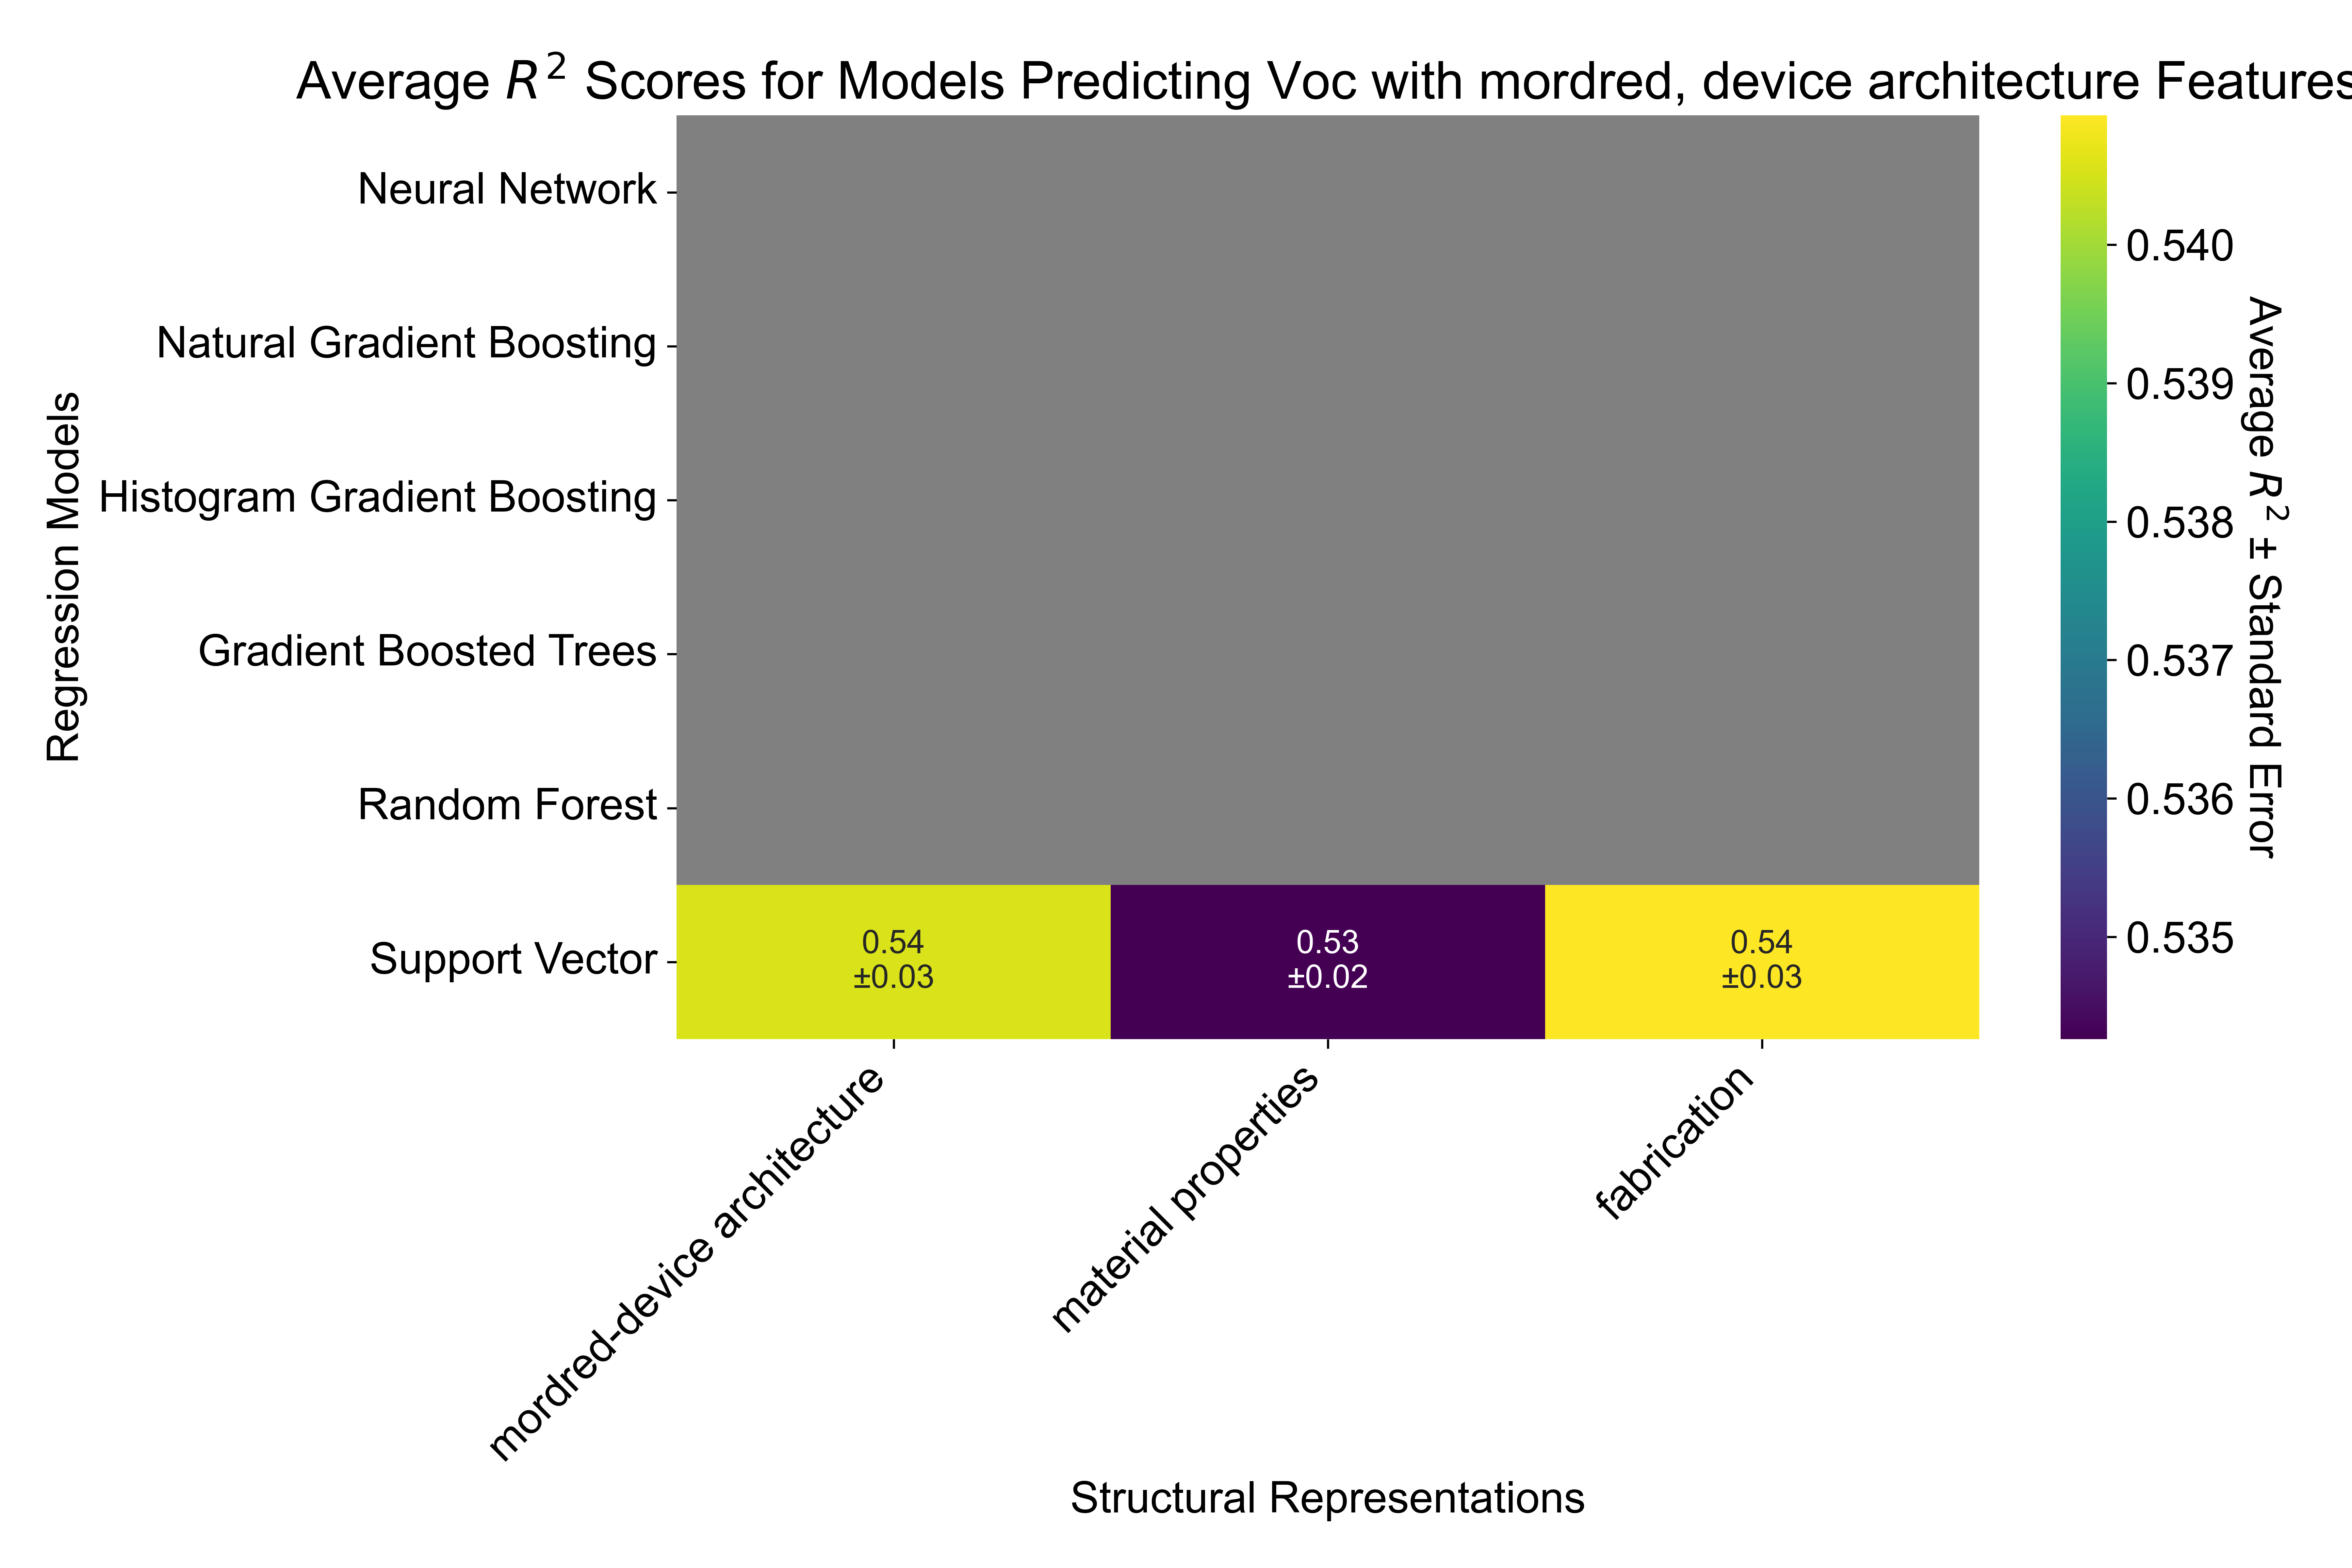 Average R² Scores for Models Predicting Voc with mordred, device architecture Features
Regression Models
Neural Network
Natural Gradient Boosting
Histogram Gradient Boosting
Gradient Boosted Trees
Random Forest
Support Vector
0.54
±0.03
0.53
±0.02
0.54
±0.03
mordred-device architecture
material properties
fabrication
Structural Representations
0.540
0.539
0.538
0.537
0.536
0.535
Average R² ± Standard Error